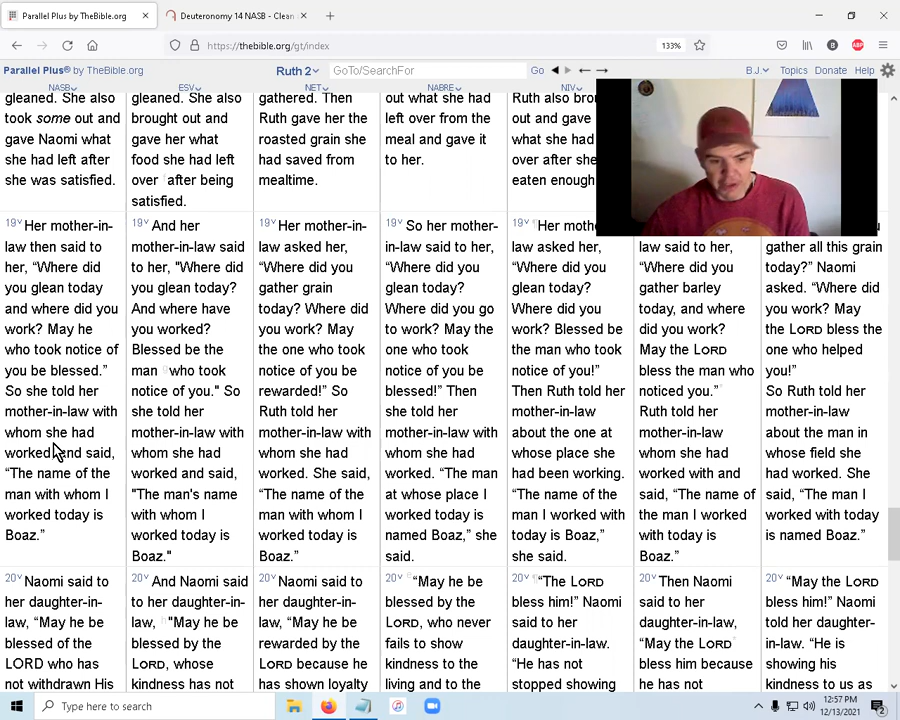 Parallel Plus by TheBible.org
Deuteronomy 14 NASB - Clean
https://thebible.org/gt/index
133%
Parallel Plus® by TheBible.org
Ruth 2
GoTo/SearchFor
Go
B.J.
Topics
Donate
Help
NASB
ESV
NET
NABRE
NIV
gleaned. She also
took some out and
gave Naomi what
she had left after
she was satisfied.
19v Her mother-in-
law then said to
her, “Where did
you glean today
and where did you
work? May he
who took notice of
you be blessed.”
So she told her
mother-in-law with
whom she had
worked and said,
“The name of the
man with whom I
worked today is
Boaz.”
20v Naomi said to
her daughter-in-
law, “May he be
blessed of the
LORD who has
not withdrawn His
gleaned. She also
brought out and
gave her what
food she had left
over f after being
satisfied.
19v And her
mother-in-law said
to her, "Where did
you glean today?
And where have
you worked?
Blessed be the
man g who took
notice of you." So
she told her
mother-in-law with
whom she had
worked and said,
"The man's name
with whom I
worked today is
Boaz."
20v And Naomi said
to her daughter-in-
law, h "May he be
blessed by the
LORD, whose
kindness has not
gathered. Then
Ruth gave her the
roasted grain she
had saved from
mealtime.
19v Her mother-in-
law asked her,
“Where did you
gather grain
today? Where did
you work? May
the one who took
notice of you be
rewarded!” So
Ruth told her
mother-in-law with
whom she had
worked. She said,
“The name of the
man with whom I
worked today is
Boaz.”
20v Naomi said to
her daughter-in-
law, “May he be
rewarded by the
LORD because he
has shown loyalty
out what she had
left over from the
meal and gave it
to her.
19v So her mother-
in-law said to her,
“Where did you
glean today?
Where did you go
to work? May the
one who took
notice of you be
blessed!” Then
she told her
mother-in-law with
whom she had
worked. “The man
at whose place I
worked today is
named Boaz,” she
said.
20v e “May he be
blessed by the
LORD, who never
fails to show
kindness to the
living and to the
Ruth also bro
out and gave
what she had
over after she
eaten enough
19v Her moth
law asked her,
“Where did you
glean today?
Where did you
work? Blessed be
the man who took
notice of you!”
Then Ruth told her
mother-in-law
about the one at
whose place she
had been working.
“The name of the
man I worked with
today is Boaz,”
she said.
20v “The LORD
bless him!” Naomi
said to her
daughter-in-law.
“He has not
stopped showing
law said to her,
“Where did you
gather barley
today, and where
did you work?
May the LORD
bless the man who
noticed you.”
Ruth told her
mother-in-law
whom she had
worked with and
said, “The name of
the man I worked
with today is
Boaz.”
20v Then Naomi
said to her
daughter-in-law,
“May the LORD
bless him because
he has not
gather all this grain
today?” Naomi
asked. “Where did
you work? May
the LORD bless the
one who helped
you!”
So Ruth told her
mother-in-law
about the man in
whose field she
had worked. She
said, “The man I
worked with today
is named Boaz.”
20v “May the LORD
bless him!” Naomi
told her daughter-
in-law. “He is
showing his
kindness to us as
Type here to search
12:57 PM
12/13/2021
2